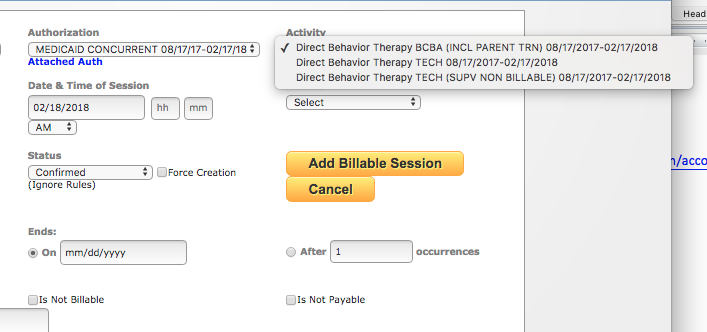 Head
Authorization
Activity
MEDICAID CONCURRENT 08/17/17-02/17/18
Attached Auth
✓ Direct Behavior Therapy BCBA (INCL PARENT TRN) 08/17/2017-02/17/2018
Direct Behavior Therapy TECH 08/17/2017-02/17/2018
Direct Behavior Therapy TECH (SUPV NON BILLABLE) 08/17/2017-02/17/2018
Date & Time of Session
02/18/2018 hh mm
Select
AM
n/acco
Status
Confirmed Force Creation
(Ignore Rules)
Add Billable Session
Cancel
Ends:
On mm/dd/yyyy
After 1 occurrences
Is Not Billable
Is Not Payable